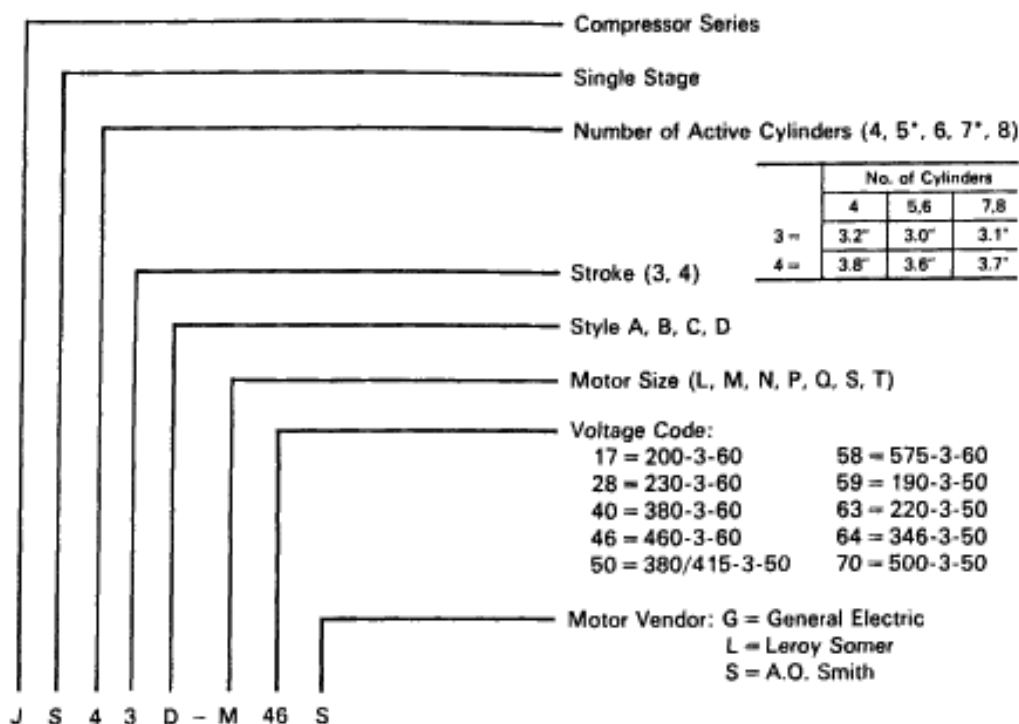 Compressor Series
Single Stage
Number of Active Cylinders (4, 5*, 6, 7*, 8)
No. of Cylinders
4 5,6 7,8
3 = 3.2" 3.0" 3.1"
4 = 3.8" 3.6" 3.7"
Stroke (3, 4)
Style A, B, C, D
Motor Size (L, M, N, P, Q, S, T)
Voltage Code:
17 = 200-3-60 58 = 575-3-60
28 = 230-3-60 59 = 190-3-50
40 = 380-3-60 63 = 220-3-50
46 = 460-3-60 64 = 346-3-50
50 = 380/415-3-50 70 = 500-3-50
Motor Vendor: G = General Electric
L = Leroy Somer
S = A.O. Smith
J S 4 3 D - M 46 S